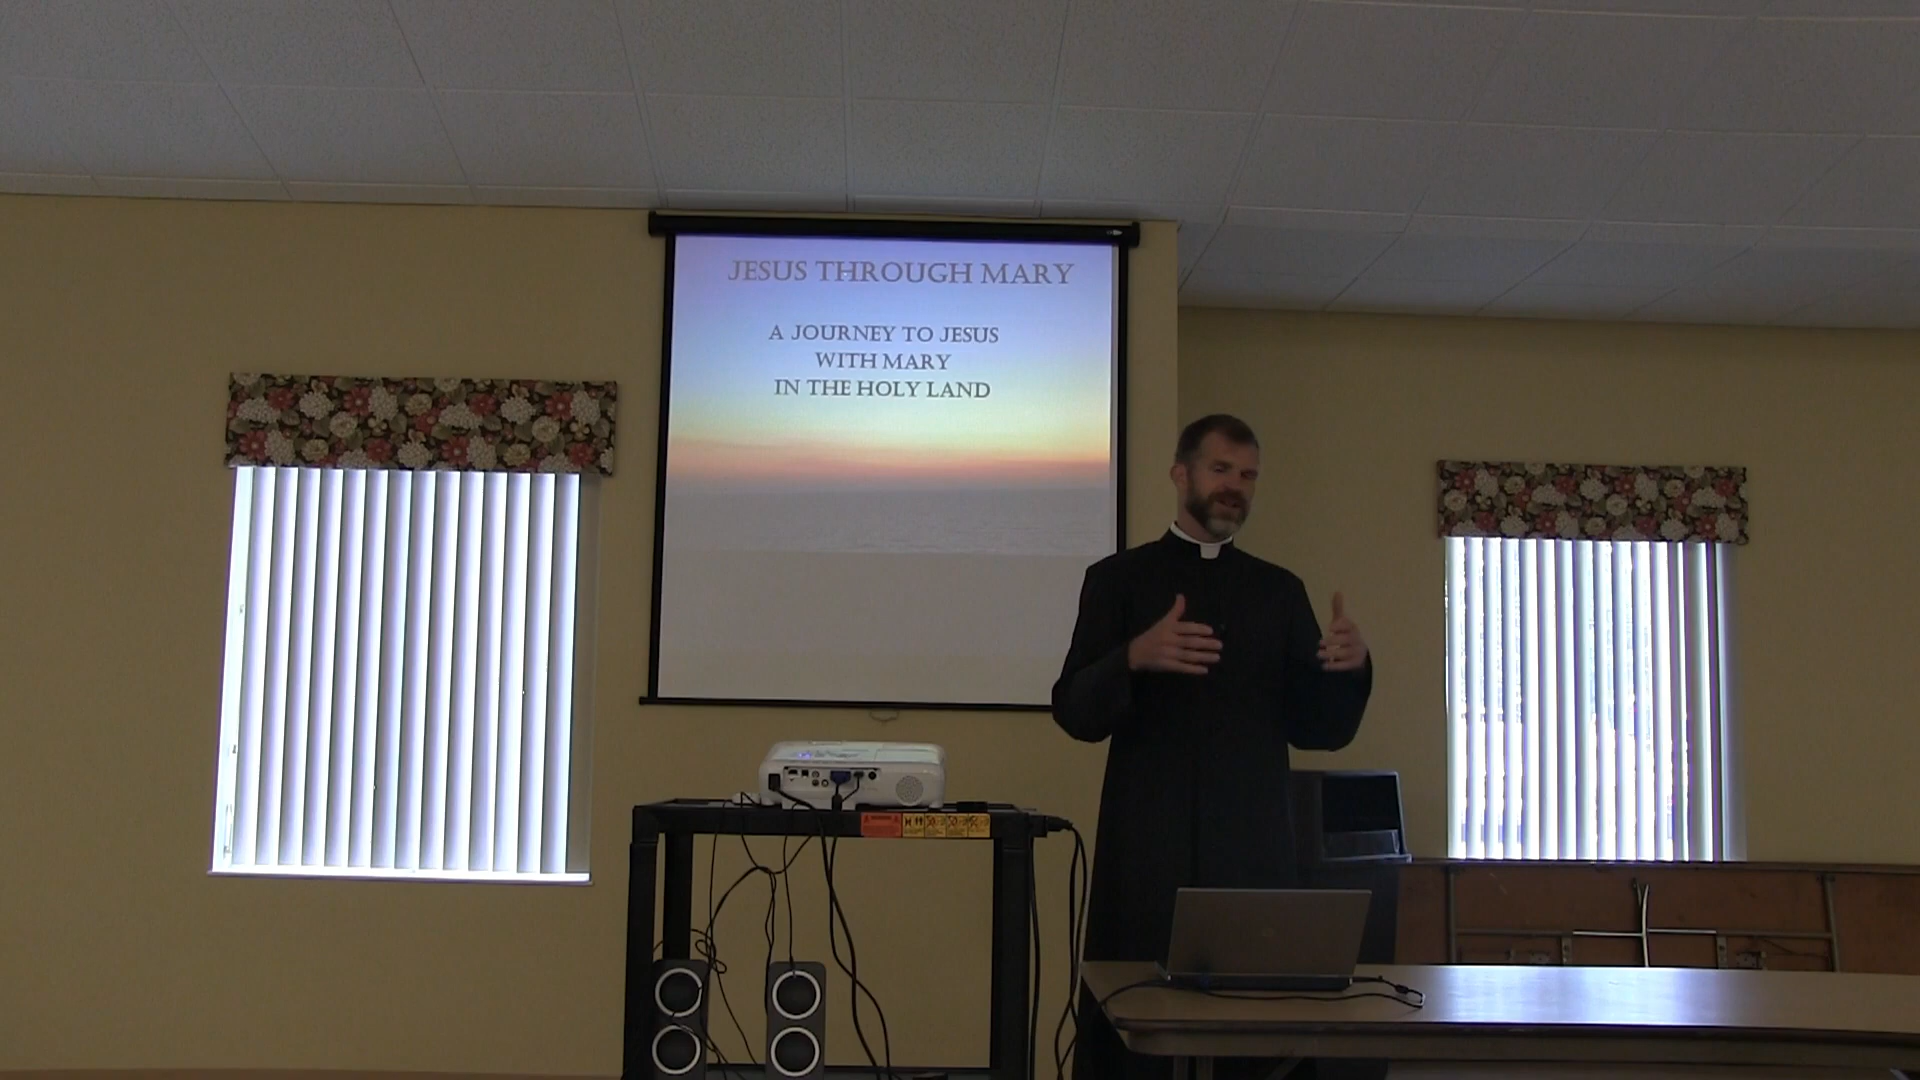 JESUS THROUGH MARY
A JOURNEY TO JESUS
WITH MARY
IN THE HOLY LAND